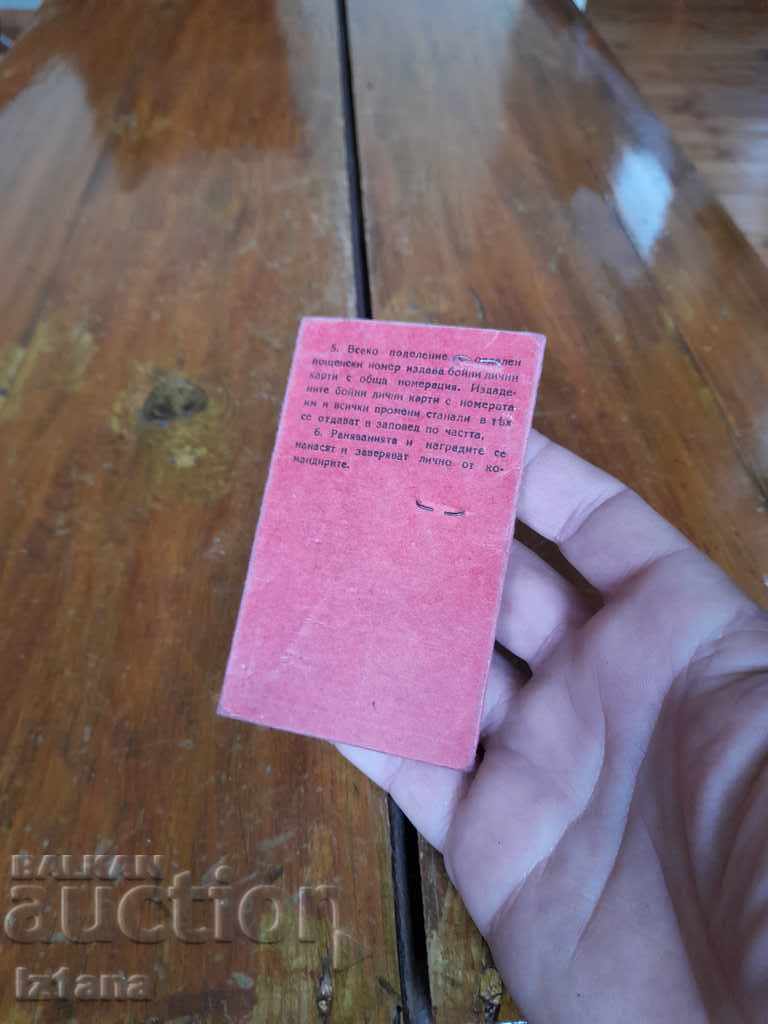 5. Всеко поделение с отделен
пощенски номер издава бойни лични
карти с обща номерация. Издаде-
ните бойни лични карти с номерата
им и всички промени станали в тѣх
се отдават в заповед по частта.
6. Раняванията и наградите се
нанасят и заверяват лично от ко-
мандирите.
BALKAN
auction
Iztana